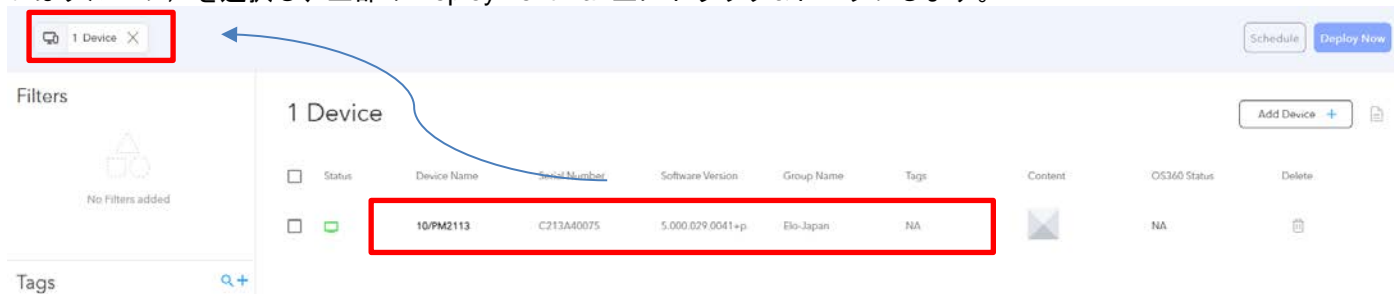 1 Device
Schedule
Deploy Now
Filters
1 Device
Add Device +
No Filters added
Status Device Name Serial Number Software Version Group Name Tags Content OS360 Status Delete
10/PM2113 C213A40075 5.000.029.0041+p Elo-Japan NA NA
Tags